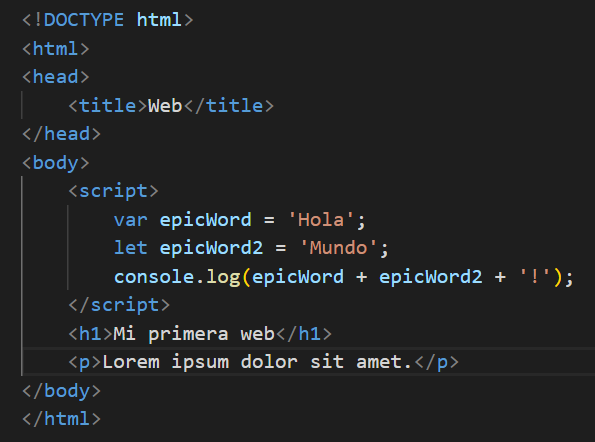 <!DOCTYPE html>
<html>
<head>
    <title>Web</title>
</head>
<body>
    <script>
        var epicWord = 'Hola';
        let epicWord2 = 'Mundo';
        console.log(epicWord + epicWord2 + '!');
    </script>
    <h1>Mi primera web</h1>
    <p>Lorem ipsum dolor sit amet.</p>
</body>
</html>